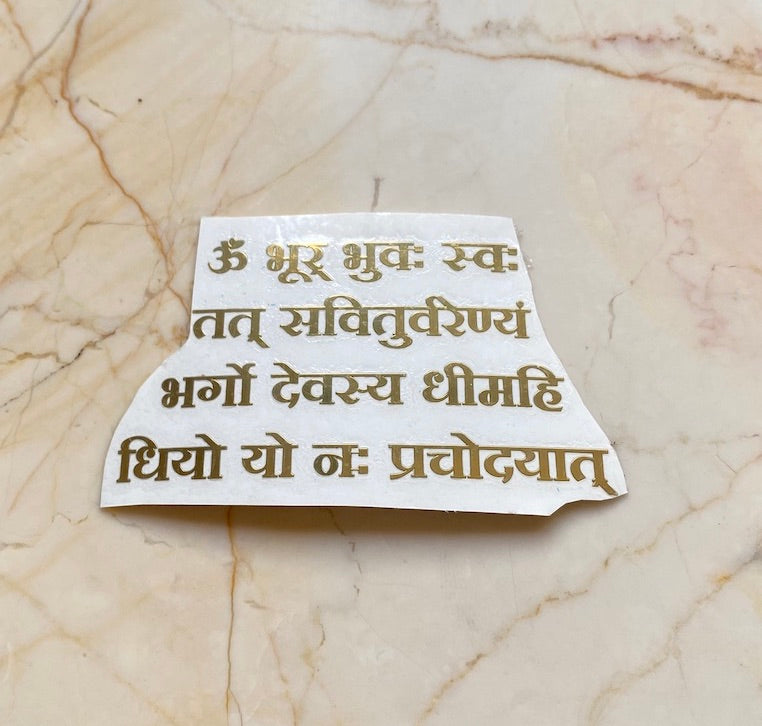 ॐ भूर् भुवः स्वः
तत् सवितुर्वरेण्यं
भर्गो देवस्य धीमहि
धियो यो नः प्रचोदयात्